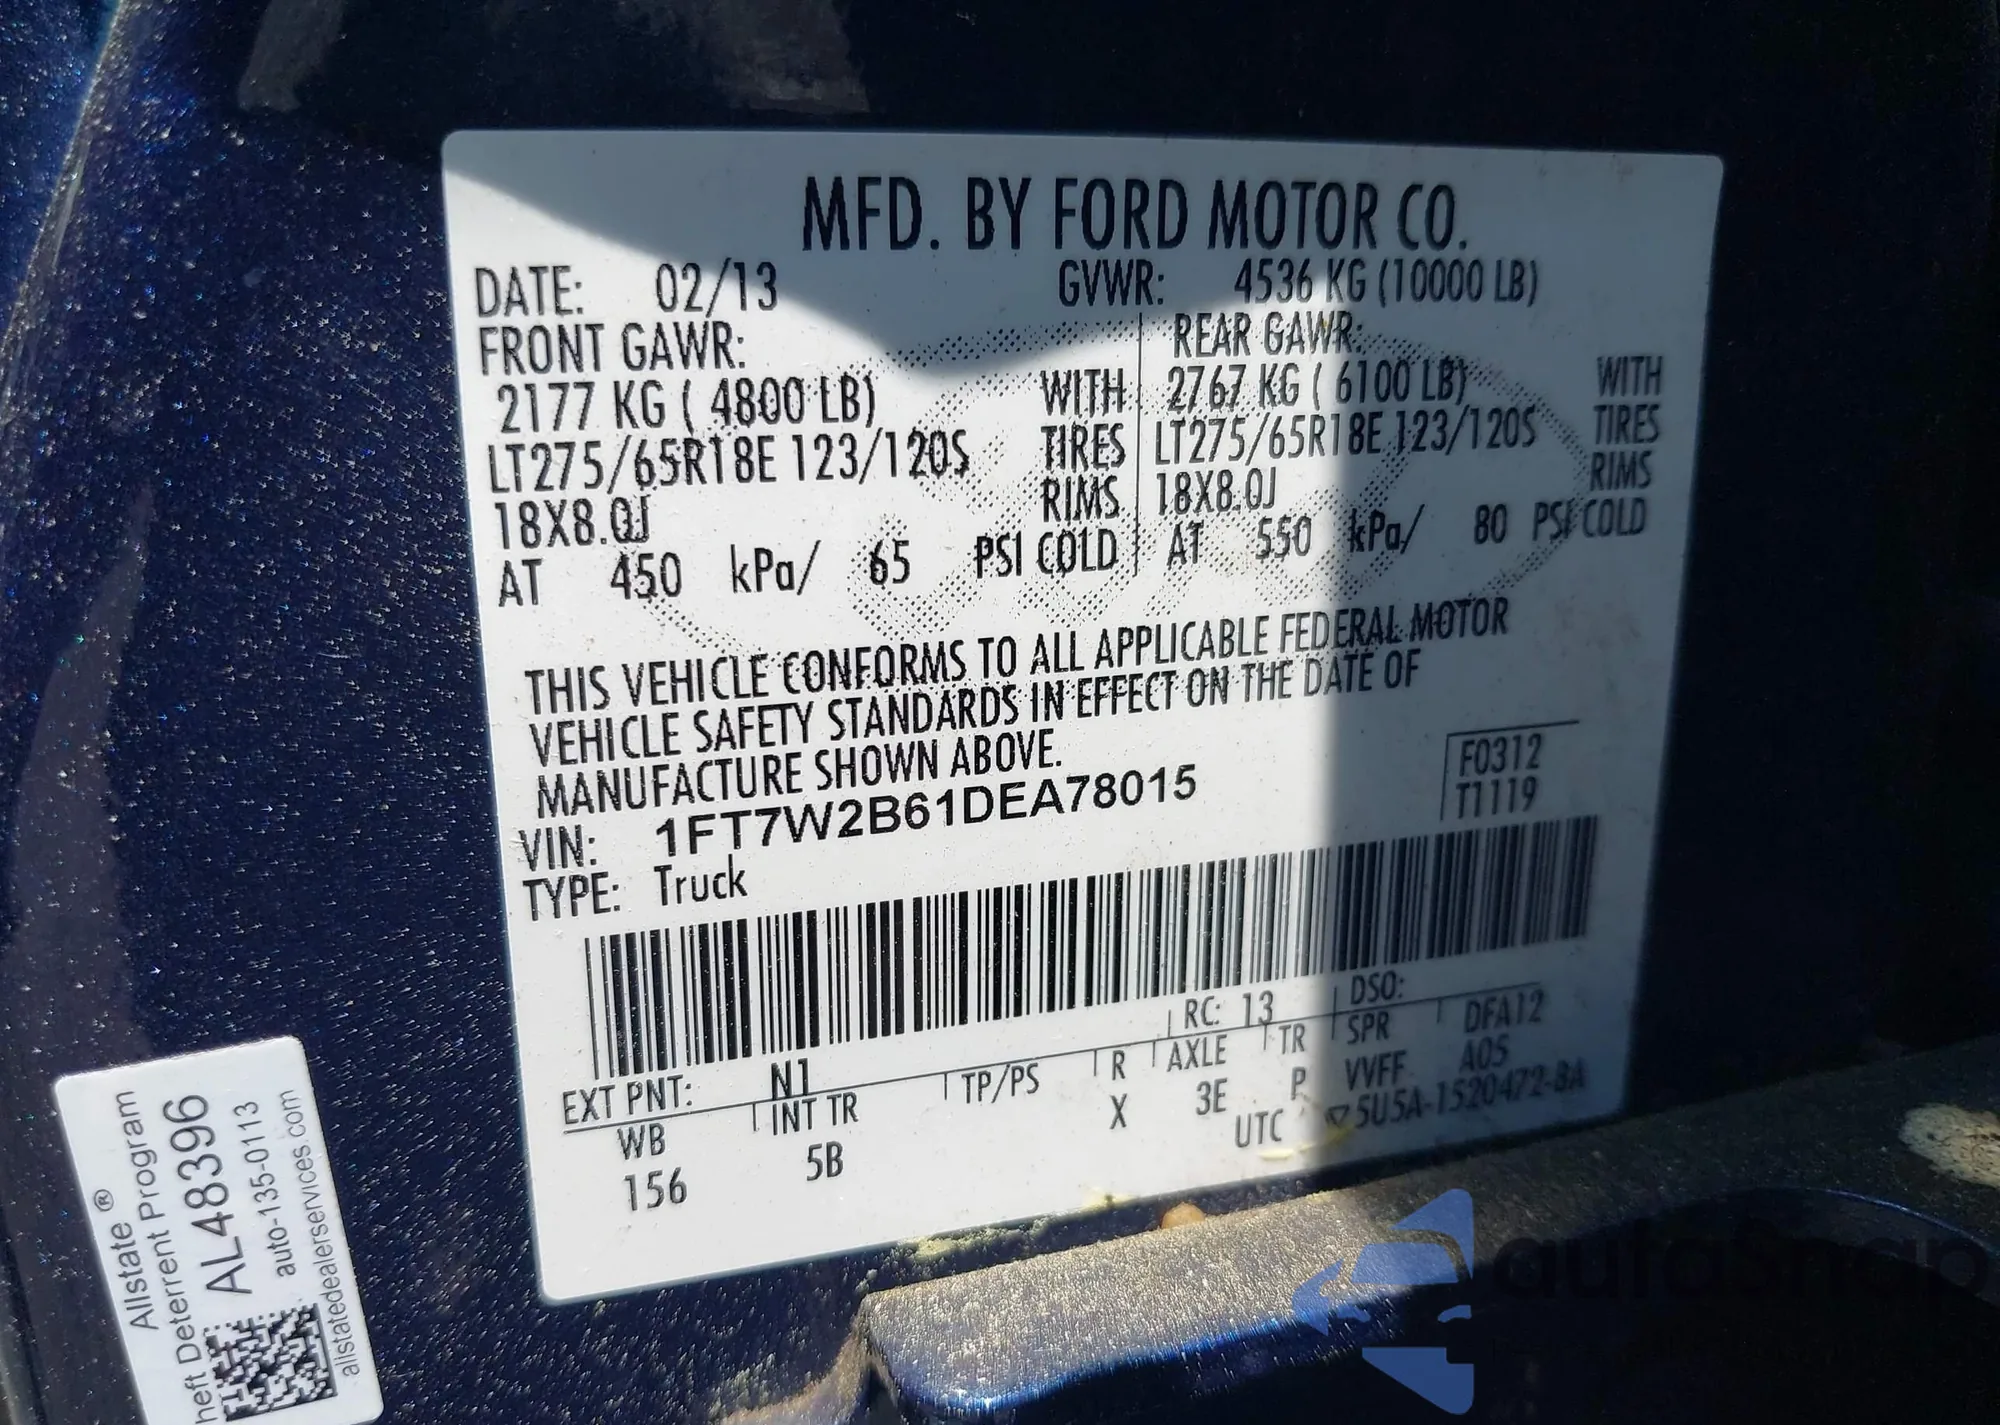 MFD. BY FORD MOTOR CO.
DATE: 02/13 GVWR: 4536 KG (10000 LB)
FRONT GAWR: REAR GAWR:
2177 KG ( 4800 LB) WITH 2767 KG ( 6100 LB) WITH
LT275/65R18E 123/120S TIRES LT275/65R18E 123/120S TIRES
18X8.0J RIMS 18X8.0J RIMS
AT 450 kPa/ 65 PSI COLD AT 550 kPa/ 80 PSI COLD
THIS VEHICLE CONFORMS TO ALL APPLICABLE FEDERAL MOTOR
VEHICLE SAFETY STANDARDS IN EFFECT ON THE DATE OF
MANUFACTURE SHOWN ABOVE.
F0312
T1119
VIN: 1FT7W2B61DEA78015
TYPE: Truck
EXT PNT: N1 RC: 13 DSO:
WB INT TR TP/PS R AXLE TR SPR DFA12
156 5B X 3E P VVFF A05
UTC 5U5A-1520472-BA
Allstate ®
heft Deterrent Program
AL48396
auto-135-0113
allstatedealerservices.com
autosnap